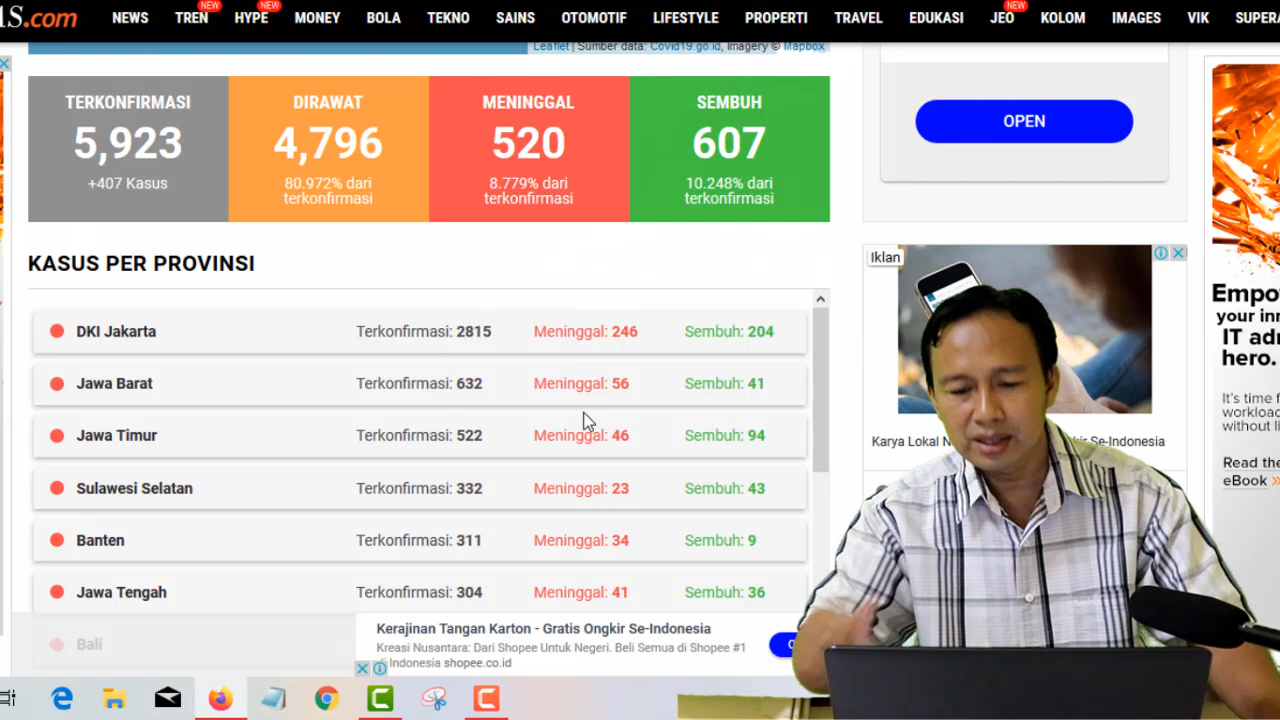 1S.com NEWS TREN HYPE MONEY BOLA TEKNO SAINS OTOMOTIF LIFESTYLE PROPERTI TRAVEL EDUKASI JEO KOLOM IMAGES VIK SUPERA
NEW NEW NEW
Leaflet | Sumber data: Covid19.go.id, Imagery © Mapbox
TERKONFIRMASI
5,923
+407 Kasus
DIRAWAT
4,796
80.972% dari
terkonfirmasi
MENINGGAL
520
8.779% dari
terkonfirmasi
SEMBUH
607
10.248% dari
terkonfirmasi
KASUS PER PROVINSI
DKI Jakarta Terkonfirmasi: 2815 Meninggal: 246 Sembuh: 204
Jawa Barat Terkonfirmasi: 632 Meninggal: 56 Sembuh: 41
Jawa Timur Terkonfirmasi: 522 Meninggal: 46 Sembuh: 94
Sulawesi Selatan Terkonfirmasi: 332 Meninggal: 23 Sembuh: 43
Banten Terkonfirmasi: 311 Meninggal: 34 Sembuh: 9
Jawa Tengah Terkonfirmasi: 304 Meninggal: 41 Sembuh: 36
Bali
Kerajinan Tangan Karton - Gratis Ongkir Se-Indonesia
Kreasi Nusantara: Dari Shopee Untuk Negeri. Beli Semua di Shopee #1
di Indonesia shopee.co.id
OPEN
Iklan
Karya Lokal Ongkir Se-Indonesia
Empo
your inn
IT adr
hero.
It's time f
workload
without li
Read the
eBook »